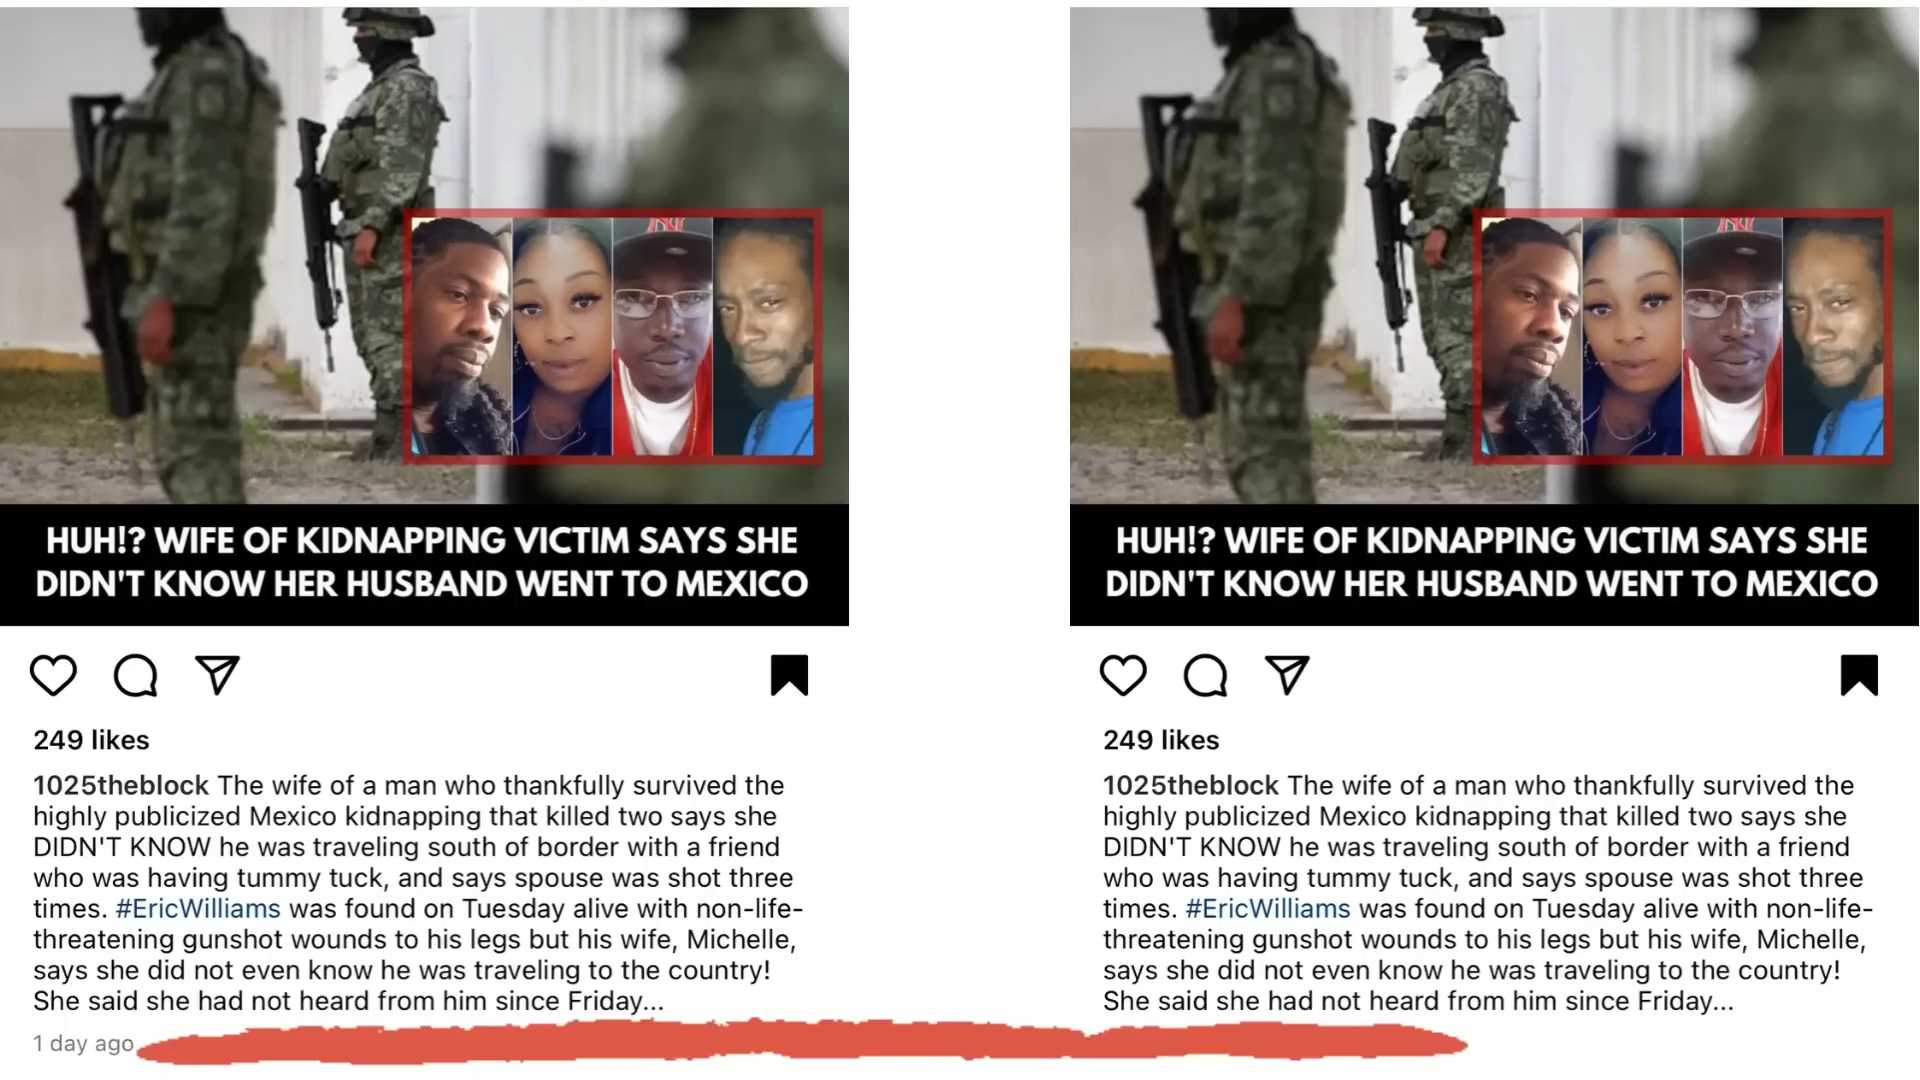 HUH!? WIFE OF KIDNAPPING VICTIM SAYS SHE
DIDN'T KNOW HER HUSBAND WENT TO MEXICO
249 likes
1025theblock The wife of a man who thankfully survived the
highly publicized Mexico kidnapping that killed two says she
DIDN'T KNOW he was traveling south of border with a friend
who was having tummy tuck, and says spouse was shot three
times. #EricWilliams was found on Tuesday alive with non-life-
threatening gunshot wounds to his legs but his wife, Michelle,
says she did not even know he was traveling to the country!
She said she had not heard from him since Friday...
1 day ago
HUH!? WIFE OF KIDNAPPING VICTIM SAYS SHE
DIDN'T KNOW HER HUSBAND WENT TO MEXICO
249 likes
1025theblock The wife of a man who thankfully survived the
highly publicized Mexico kidnapping that killed two says she
DIDN'T KNOW he was traveling south of border with a friend
who was having tummy tuck, and says spouse was shot three
times. #EricWilliams was found on Tuesday alive with non-life-
threatening gunshot wounds to his legs but his wife, Michelle,
says she did not even know he was traveling to the country!
She said she had not heard from him since Friday...